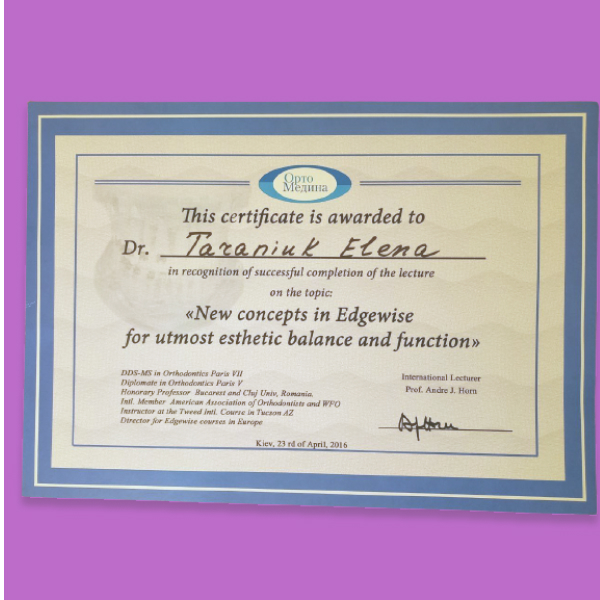 Орто
Медина
This certificate is awarded to
Dr. Taraniuk Elena
in recognition of successful completion of the lecture
on the topic:
«New concepts in Edgewise
for utmost esthetic balance and function»
DDS-MS in Orthodontics Paris VII
Diplomate in Orthodontics Paris V
Honorary Professor Bucarest and Cluj Univ, Romania.
Intl. Member American Association of Orthodontists and WFO
Instructor at the Tweed intl. Course in Tucson AZ
Director for Edgewise courses in Europe
International Lecturer
Prof. Andre J. Horn
Kiev, 23 rd of April, 2016